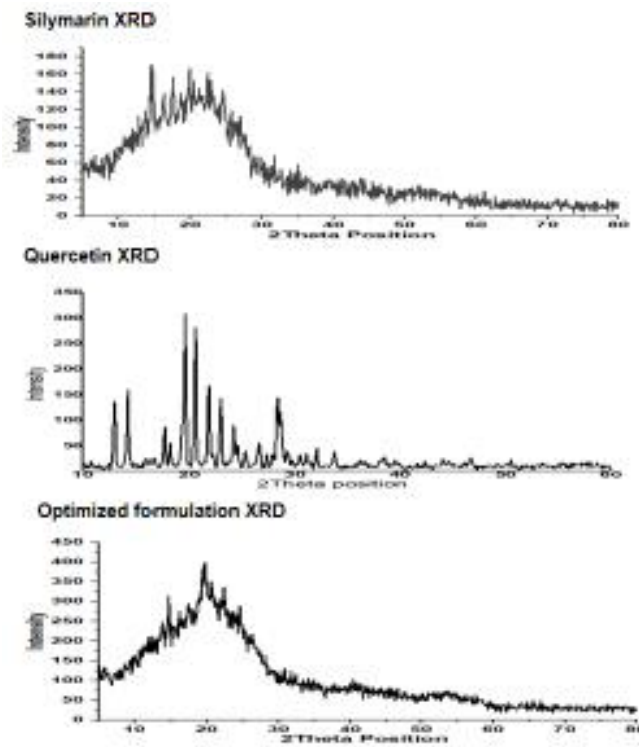 Silymarin XRD
180
160
140
120
100
80
60
40
20
0
Intensity
10 20 30 40 50 60 70 80
2Theta Position
Quercetin XRD
350
300
250
200
150
100
50
Intensity
10 20 30 40 50 60
2Theta position
Optimized formulation XRD
450
400
350
300
250
200
150
100
50
0
Intensity
10 20 30 40 50 60 70 80
2Theta Position